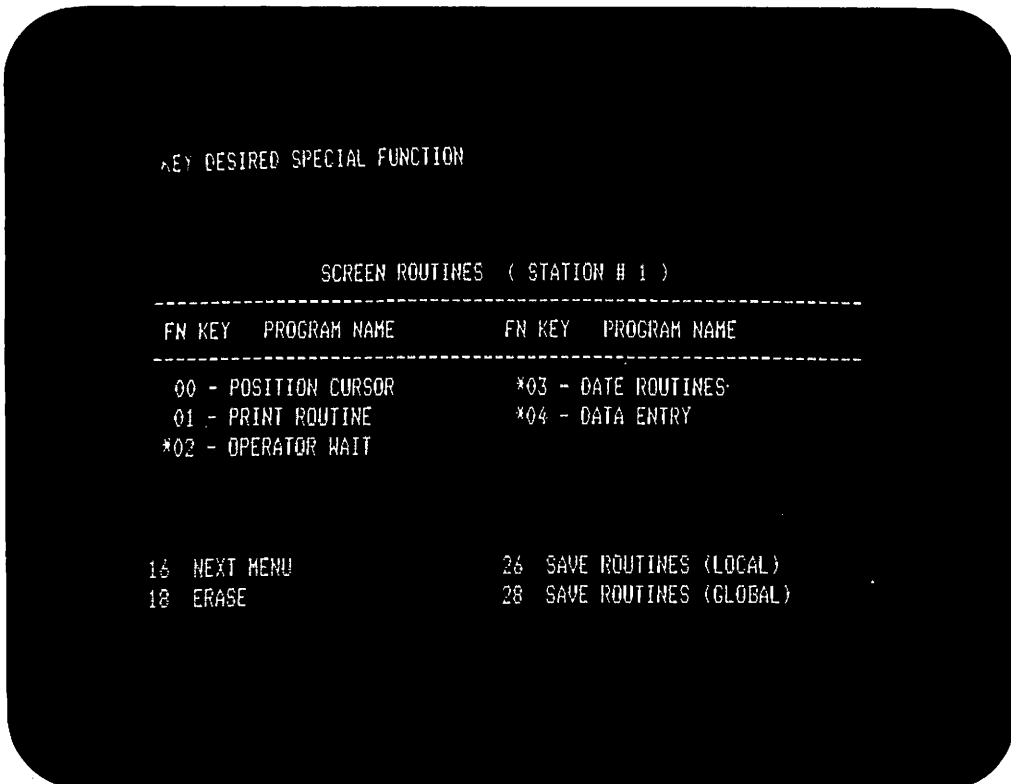 KEY DESIRED SPECIAL FUNCTION
SCREEN ROUTINES ( STATION # 1 )
FN KEY PROGRAM NAME FN KEY PROGRAM NAME
00 - POSITION CURSOR *03 - DATE ROUTINES
01 - PRINT ROUTINE *04 - DATA ENTRY
*02 - OPERATOR WAIT
16 NEXT MENU 26 SAVE ROUTINES (LOCAL)
18 ERASE 28 SAVE ROUTINES (GLOBAL)